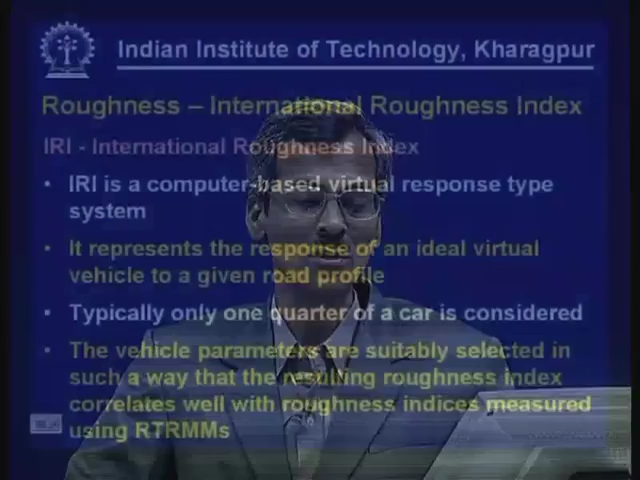 Indian Institute of Technology, Kharagpur
Roughness – International Roughness Index
IRI - International Roughness Index
• IRI is a computer-based virtual response type
system
• It represents the response of an ideal virtual
vehicle to a given road profile
• Typically only one quarter of a car is considered
• The vehicle parameters are suitably selected in
such a way that the resulting roughness index
correlates well with roughness indices measured
using RTRMMs